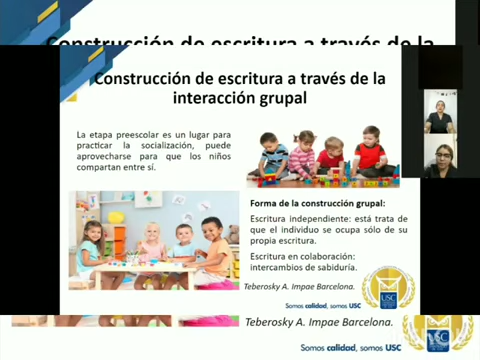 Construcción de escritura a través de la
Construcción de escritura a través de la
interacción grupal
La etapa preescolar es un lugar para
practicar la socialización, puede
aprovecharse para que los niños
compartan entre sí.
Forma de la construcción grupal:
Escritura independiente: está trata de
que el individuo se ocupa sólo de su
propia escritura.
Escritura en colaboración:
intercambios de sabiduría.
Teberosky A. Impae Barcelona.
USC
Somos calidad, somos USC
Teberosky A. Impae Barcelona.
USC
Somos calidad, somos USC